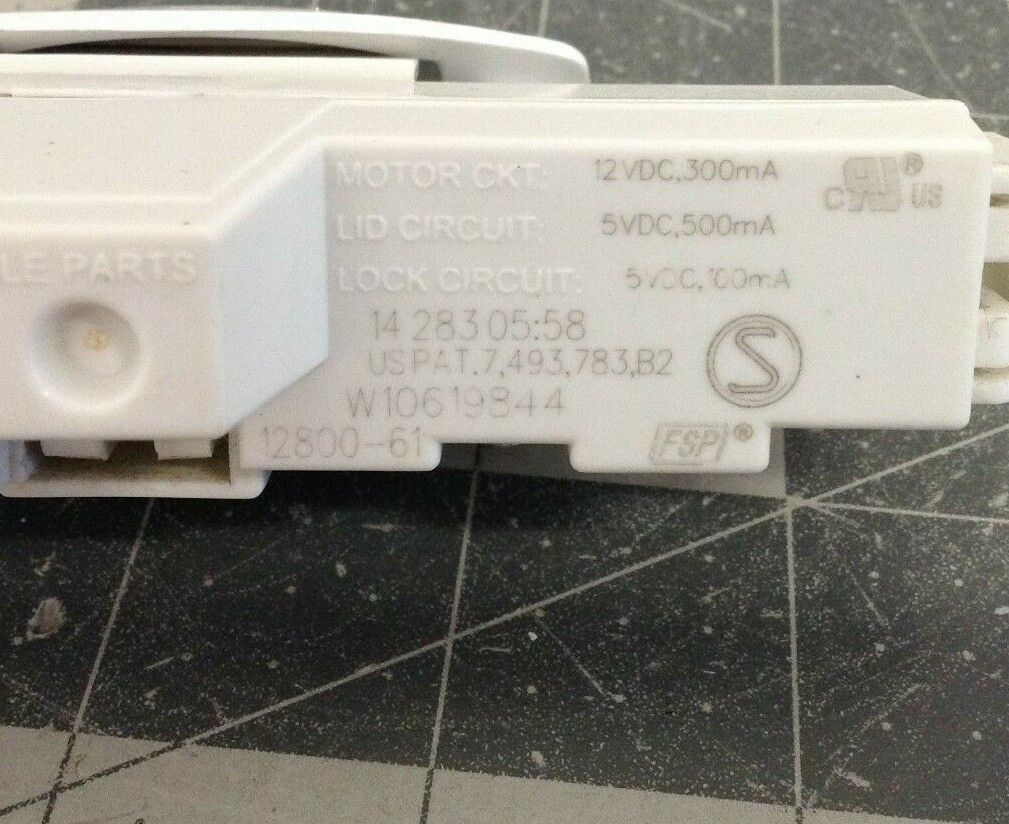 MOTOR CKT: 12VDC,300mA
LID CIRCUIT: 5VDC,500mA
LE PARTS
LOCK CIRCUIT: 5VDC,100mA
C UL ® US
14 283 05:58
US PAT.7,493,783,B2
W10619844
12800-61
S
FSP®